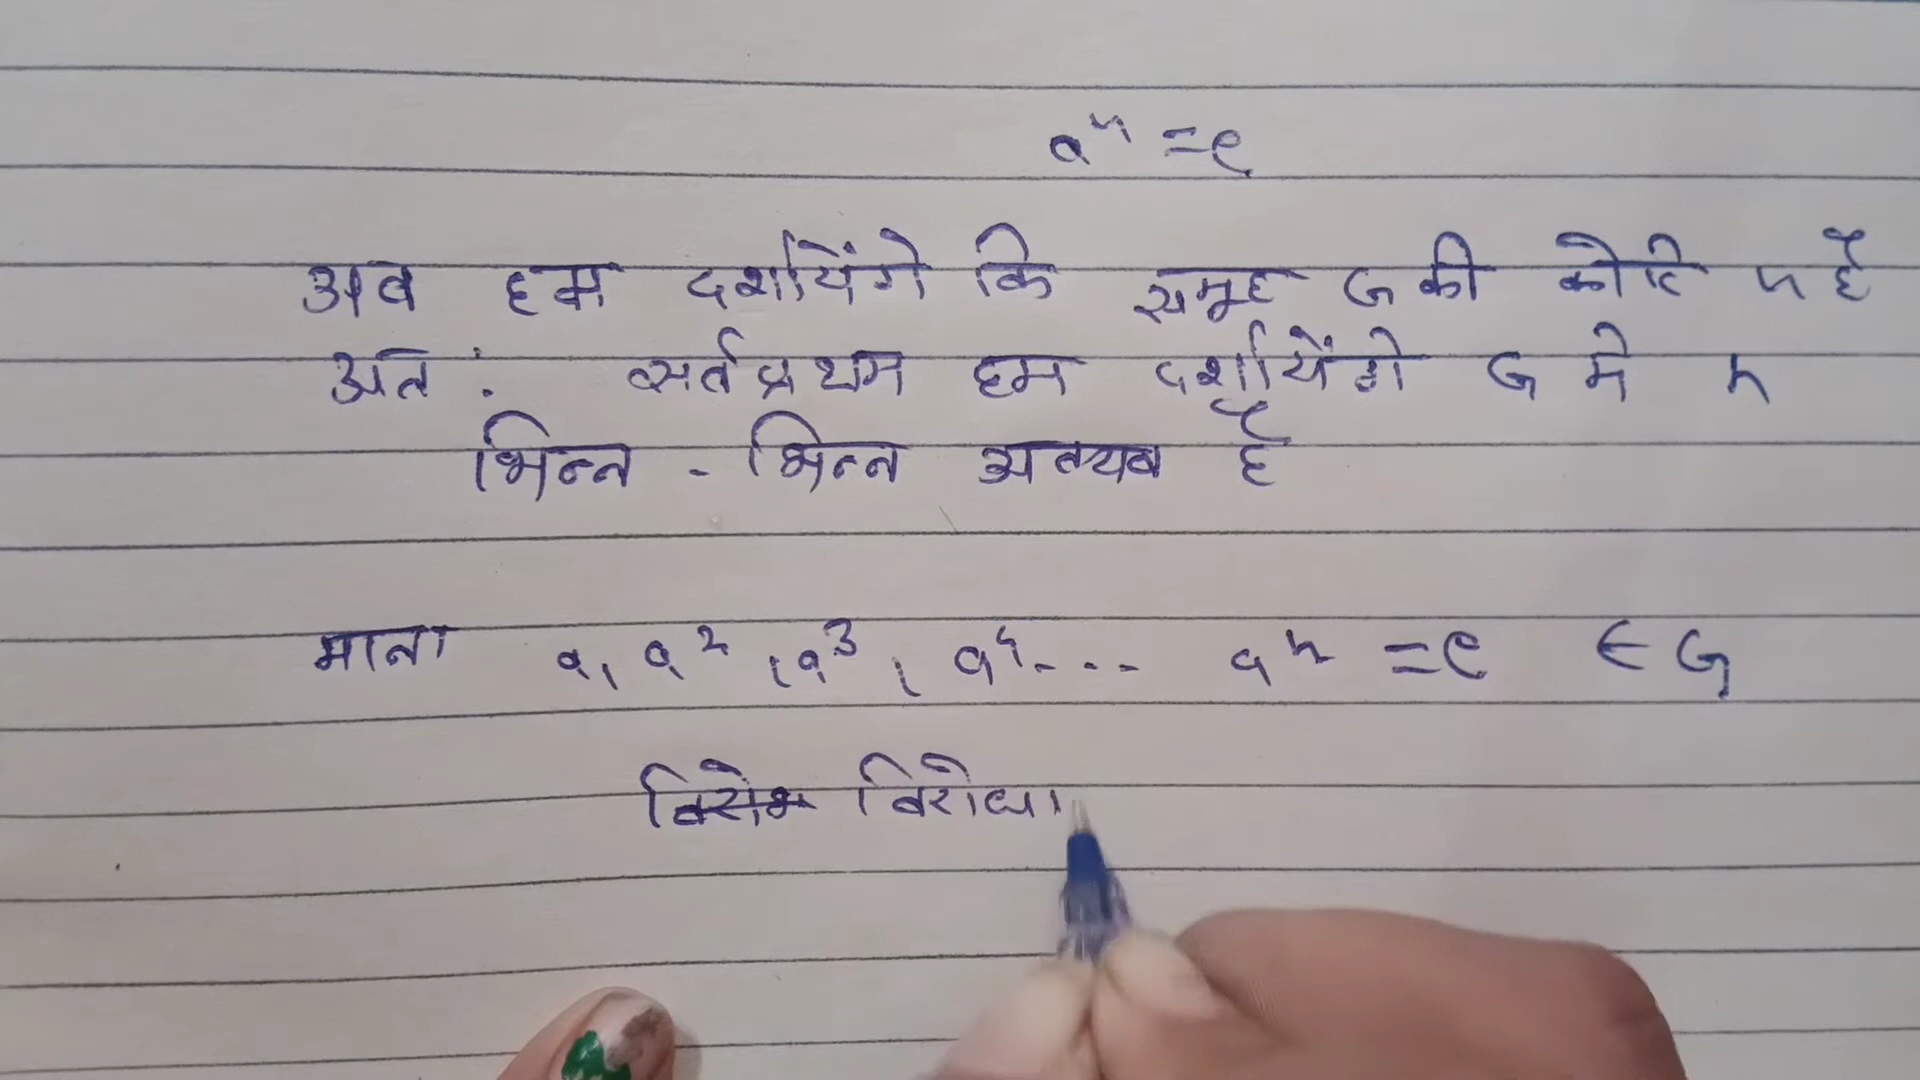 aⁿ = e
अब हम दर्शायेंगे कि समूह G की कोटि n है
अतः सर्वप्रथम हम दर्शायेंगे G मे n
भिन्न - भिन्न अवयव है
माना a, a², a³, a⁴ --- aⁿ = e ∈ G
विरोधा